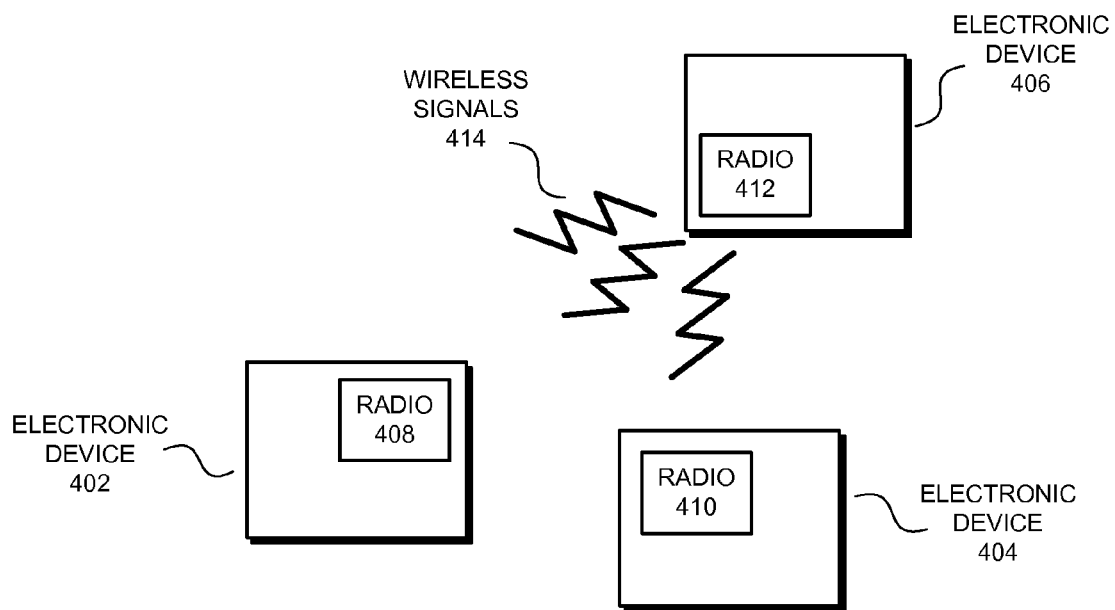 ELECTRONIC
DEVICE
406
WIRELESS
SIGNALS
414
RADIO
412
RADIO
408
ELECTRONIC
DEVICE
402
RADIO
410
ELECTRONIC
DEVICE
404